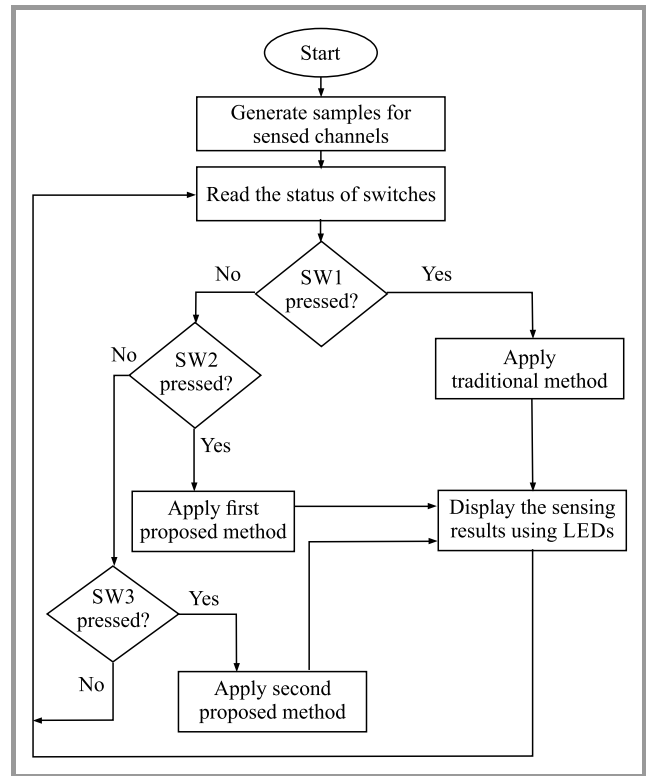 Start
Generate samples for
sensed channels
Read the status of switches
SW1
pressed?
No
Yes
SW2
pressed?
No
Yes
Apply
traditional method
Apply first
proposed method
Display the sensing
results using LEDs
SW3
pressed?
Yes
No
Apply second
proposed method